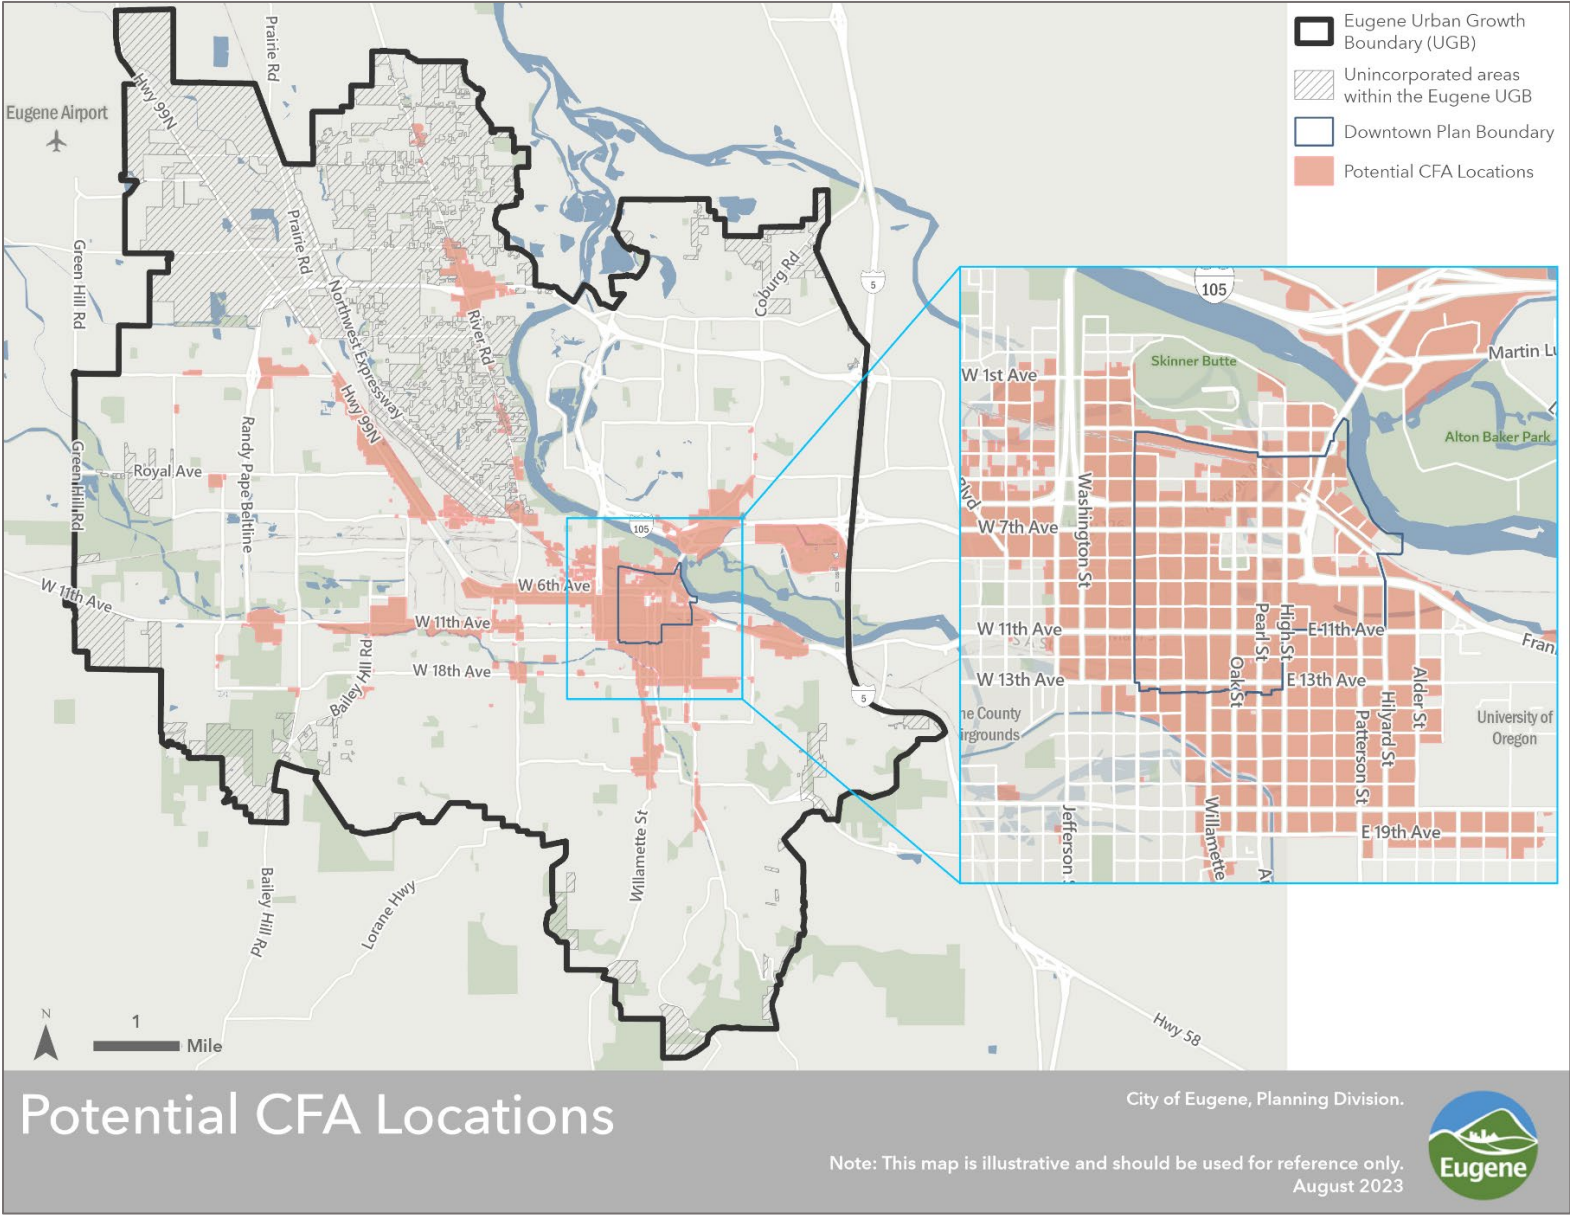 Eugene Urban Growth
Boundary (UGB)
Unincorporated areas
within the Eugene UGB
Downtown Plan Boundary
Potential CFA Locations
Prairie Rd
Hwy 99N
Eugene Airport
Prairie Rd
Green Hill Rd
Northwest Expressway
River Rd
Coburg Rd
5
Hwy 99N
Randy Pape Beltline
Green Hill Rd
Royal Ave
105
W 6th Ave
W 11th Ave
W 11th Ave
W 18th Ave
Bailey Hill Rd
5
Willamette St
Bailey Hill Rd
Lorane Hwy
Hwy 58
105
Skinner Butte
Martin Lu
W 1st Ave
Alton Baker Park
Blvd
Washington St
W 7th Ave
W 11th Ave
Pearl St
High St
E 11th Ave
Fran
W 13th Ave
Oak St
E 13th Ave
Alder St
Hilyard St
Patterson St
ne County
irgrounds
University of
Oregon
Jefferson S
Willamette
E 19th Ave
N
1
Mile
Potential CFA Locations
City of Eugene, Planning Division.
Note: This map is illustrative and should be used for reference only.
August 2023
Eugene